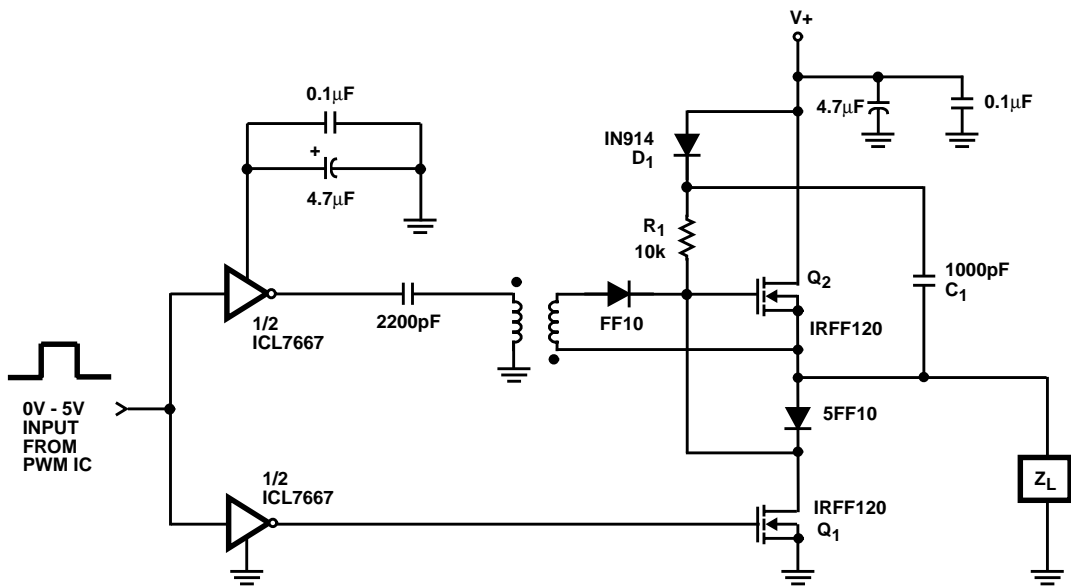 V+
0.1μF
+
4.7μF
4.7μF
0.1μF
IN914
D1
R1
10k
1000pF
C1
Q2
IRFF120
2200pF
FF10
1/2
ICL7667
0V - 5V
INPUT
FROM
PWM IC
5FF10
1/2
ICL7667
IRFF120
Q1
ZL